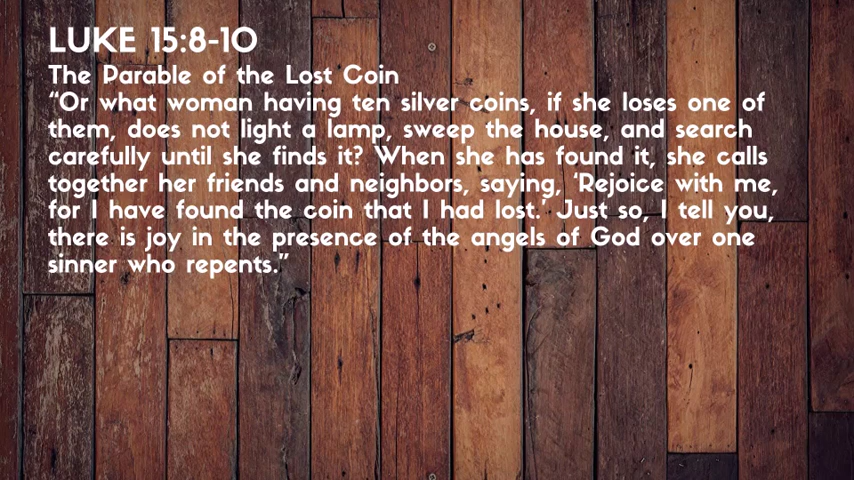 LUKE 15:8-10
The Parable of the Lost Coin
“Or what woman having ten silver coins, if she loses one of
them, does not light a lamp, sweep the house, and search
carefully until she finds it? When she has found it, she calls
together her friends and neighbors, saying, ‘Rejoice with me,
for I have found the coin that I had lost.’ Just so, I tell you,
there is joy in the presence of the angels of God over one
sinner who repents.”